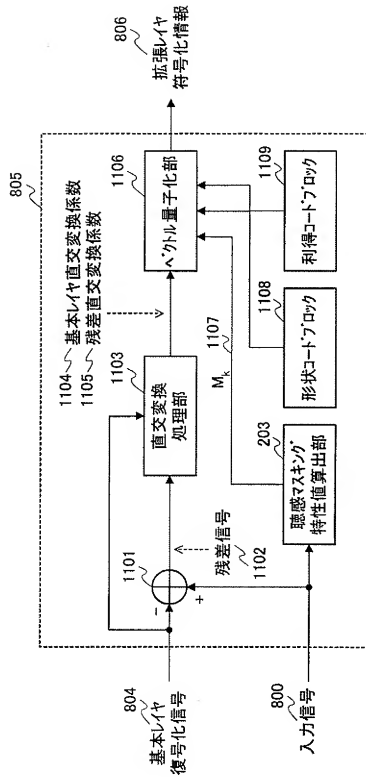 805
804
基本レイヤ
復号化信号
800
入力信号
1101
-
+
残差信号
1102
1104 基本レイヤ直交変換係数
1105 残差直交変換係数
1103
直交変換
処理部
203
聴感マスキング
特性値算出部
1107
Mk
1106
ベクトル量子化部
1108
形状コードブロック
1109
利得コードブロック
806
拡張レイヤ
符号化情報